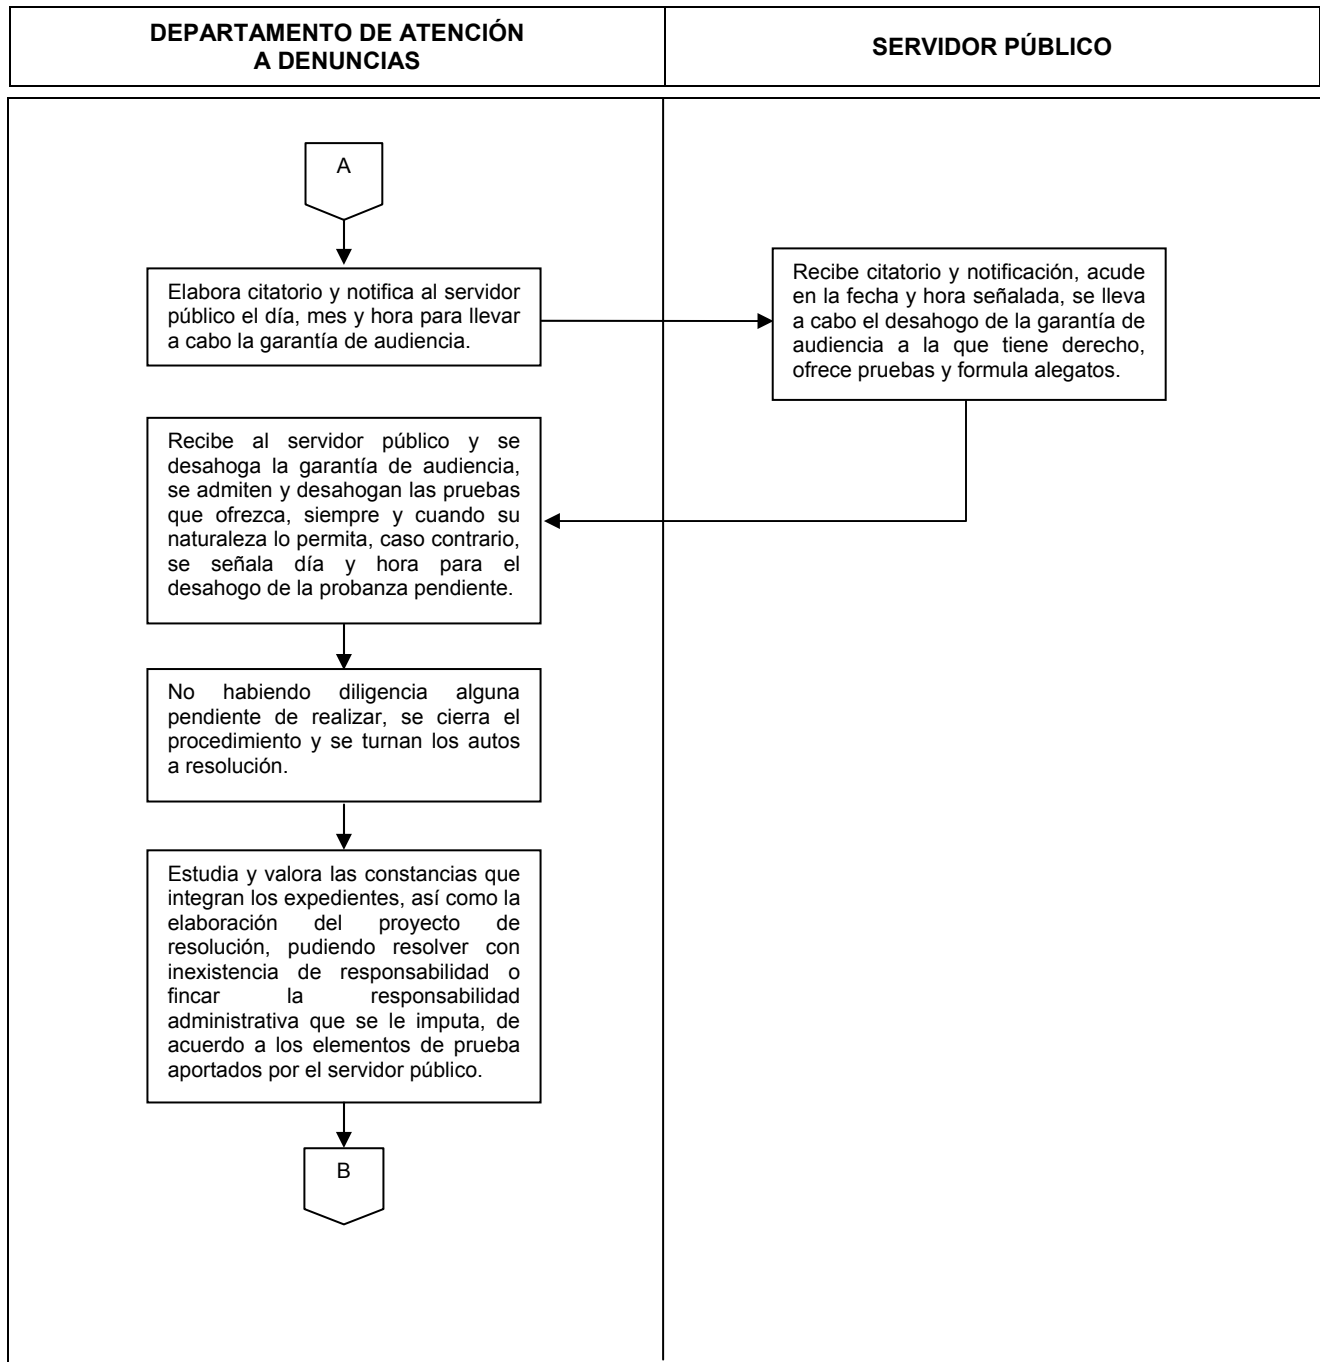 DEPARTAMENTO DE ATENCIÓN
A DENUNCIAS
SERVIDOR PÚBLICO
A
Elabora citatorio y notifica al servidor
público el día, mes y hora para llevar
a cabo la garantía de audiencia.
Recibe citatorio y notificación, acude
en la fecha y hora señalada, se lleva
a cabo el desahogo de la garantía de
audiencia a la que tiene derecho,
ofrece pruebas y formula alegatos.
Recibe al servidor público y se
desahoga la garantía de audiencia,
se admiten y desahogan las pruebas
que ofrezca, siempre y cuando su
naturaleza lo permita, caso contrario,
se señala día y hora para el
desahogo de la probanza pendiente.
No habiendo diligencia alguna
pendiente de realizar, se cierra el
procedimiento y se turnan los autos
a resolución.
Estudia y valora las constancias que
integran los expedientes, así como la
elaboración del proyecto de
resolución, pudiendo resolver con
inexistencia de responsabilidad o
fincar la responsabilidad
administrativa que se le imputa, de
acuerdo a los elementos de prueba
aportados por el servidor público.
B